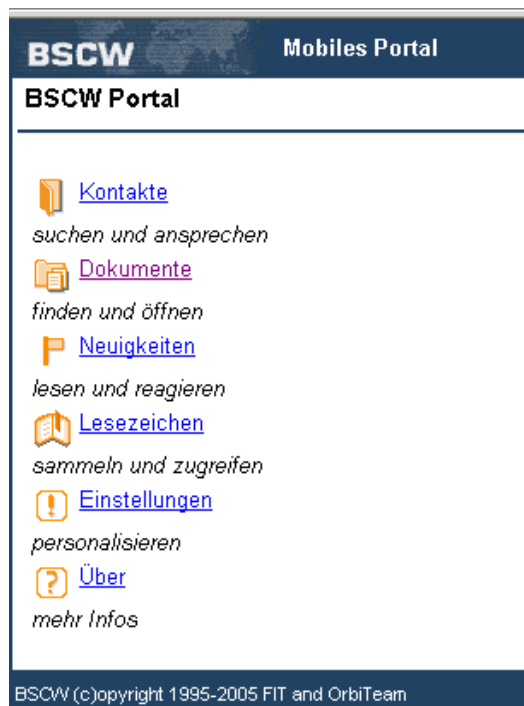 BSCW Mobiles Portal
BSCW Portal
Kontakte
suchen und ansprechen
Dokumente
finden und öffnen
Neuigkeiten
lesen und reagieren
Lesezeichen
sammeln und zugreifen
Einstellungen
personalisieren
Über
mehr Infos
BSCW (c)opyright 1995-2005 FIT and OrbiTeam